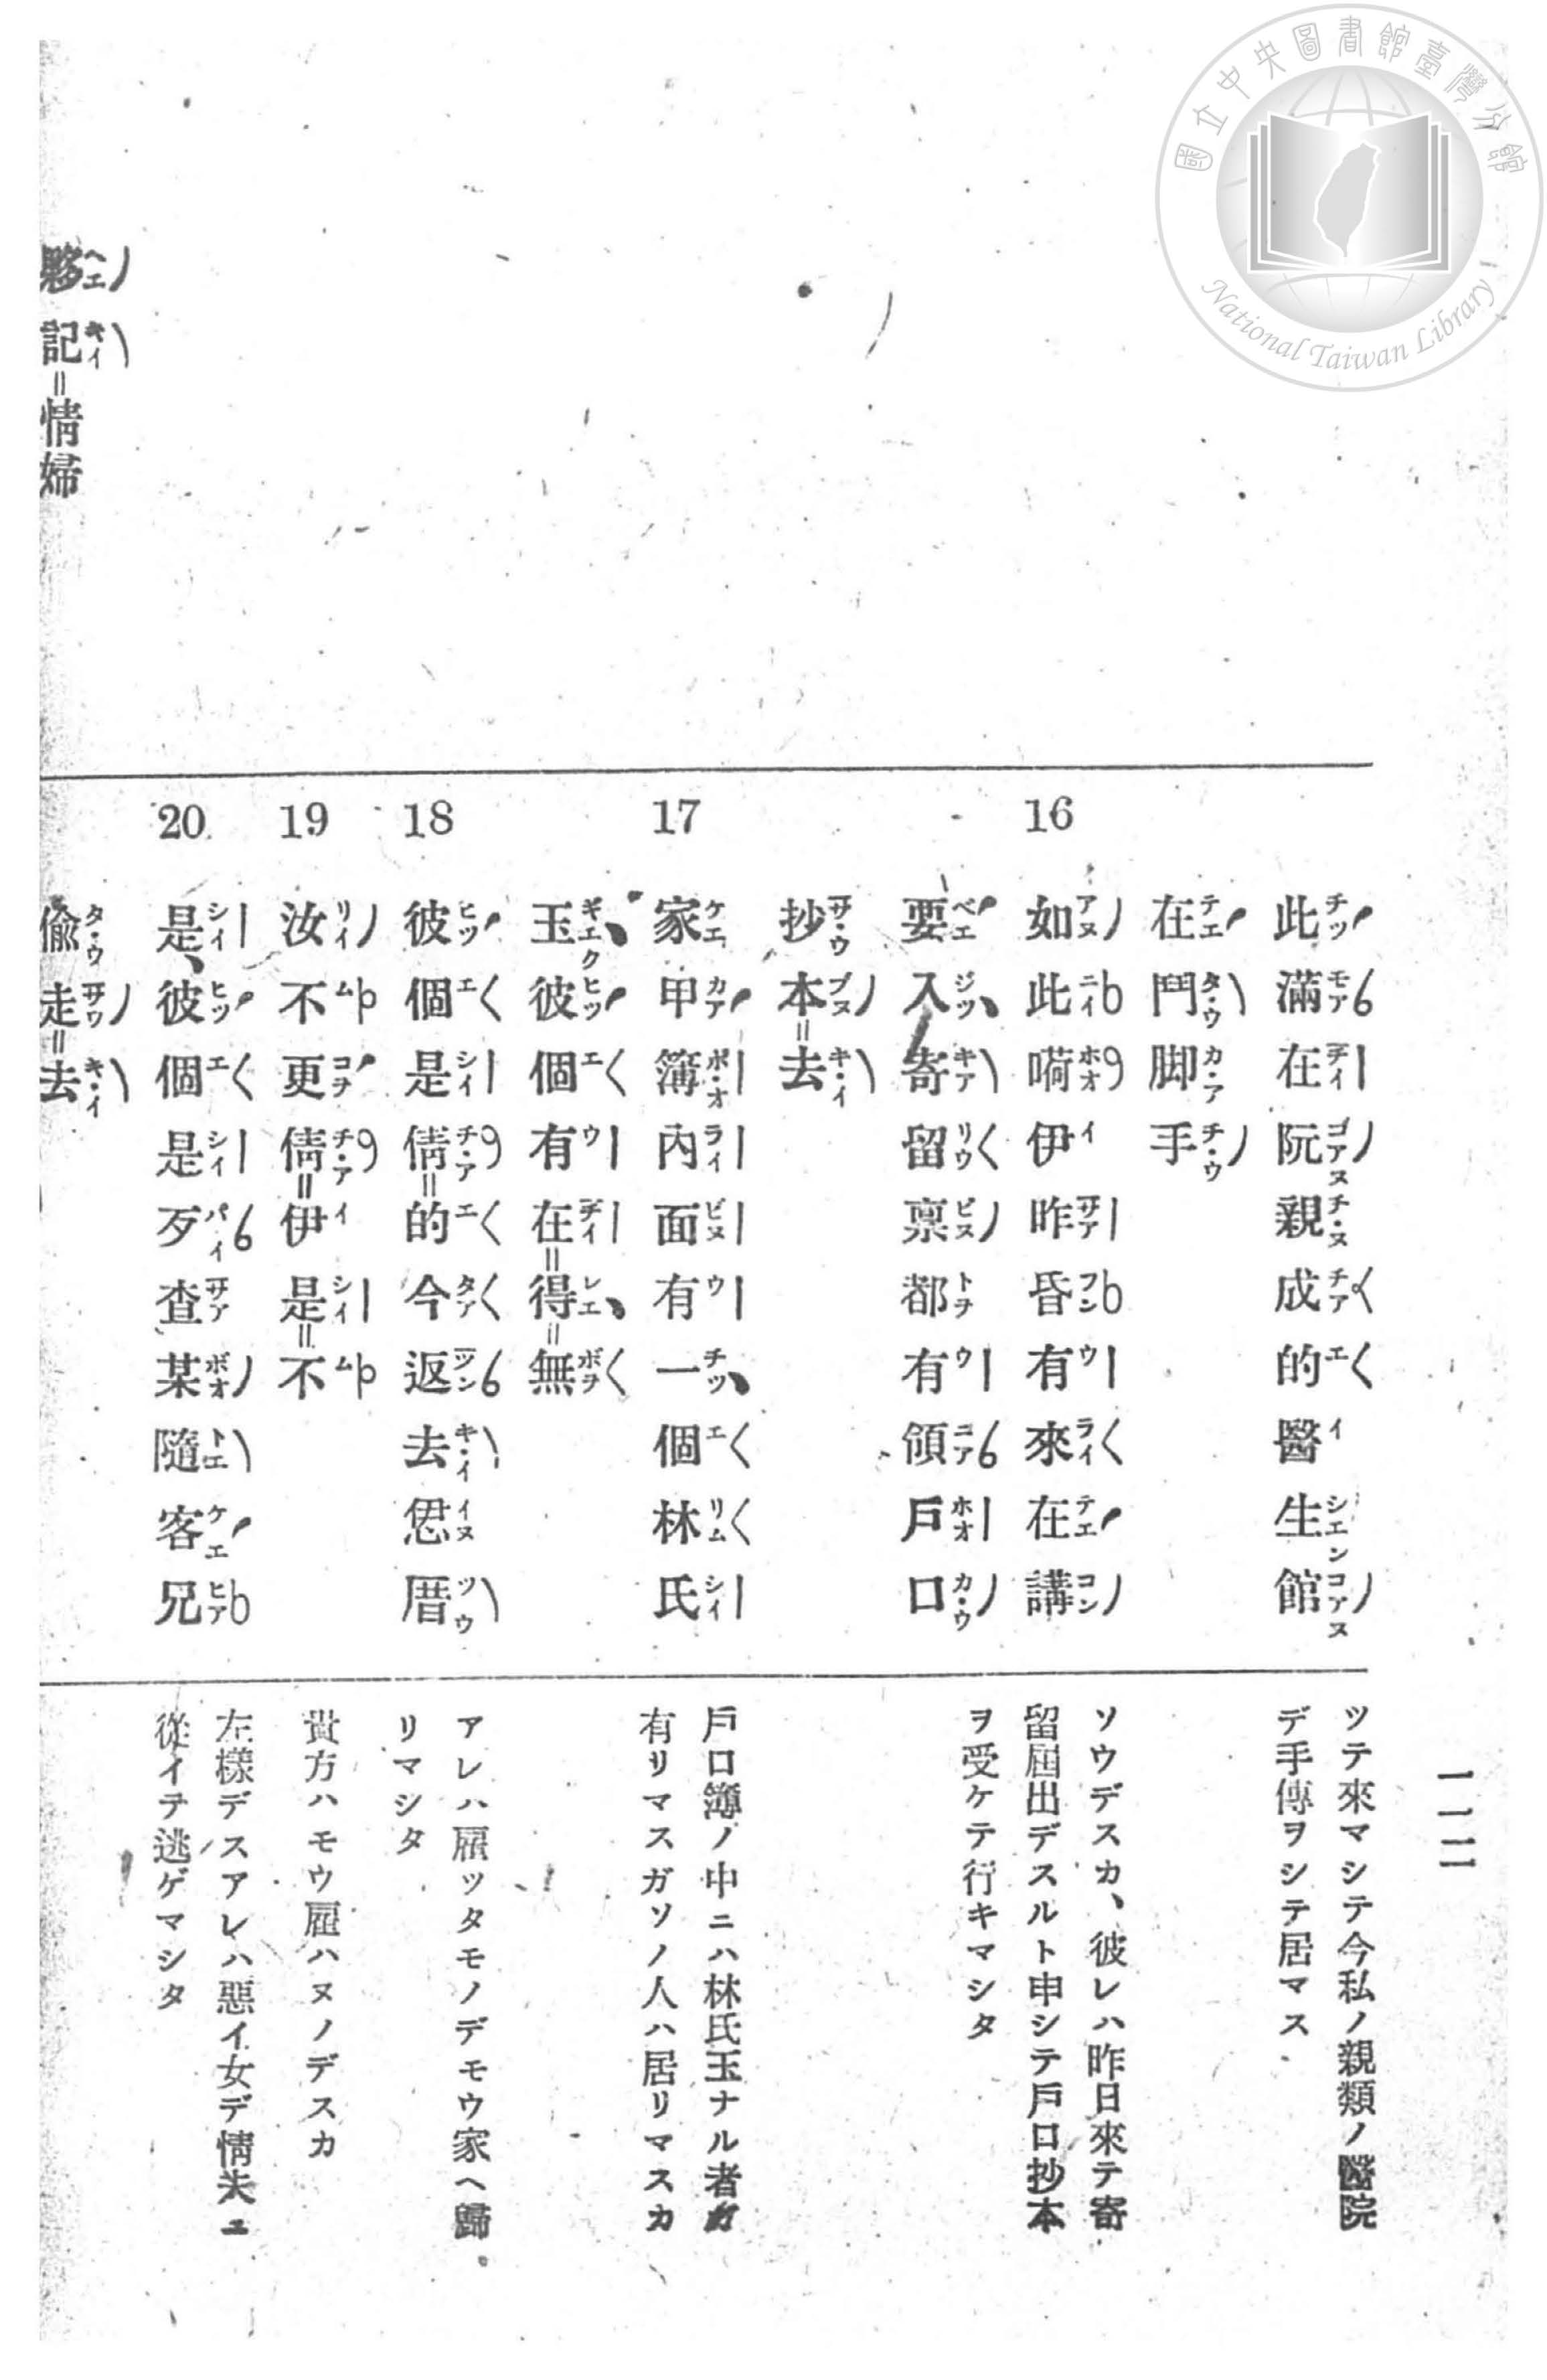 國立中央圖書館臺灣分館
National Taiwan Library
一一二
夥記=情婦
此滿在阮親成的醫生館
在鬥脚手
16 如此嗬伊昨昏有來在講
要入寄留稟都有領戶口
抄本=去
17 家甲簿內面有一個林氏
玉彼個有在=得=無
18 彼個是倩=的今返去恁厝
19 汝不更倩=伊是=不
20 是、彼個是歹查某隨客兄
偸走=去
ツテ來マシテ今私ノ親類ノ醫院
デ手傳ヲシテ居マス
ソウデスカ、彼レハ昨日來テ寄
留屆出デスルト申シテ戶口抄本
ヲ受ケテ行キマシタ
戶口簿ノ中ニハ林氏玉ナル者ガ
有リマスガソノ人ハ居リマスカ
アレハ雇ッタモノデモウ家ヘ歸
リマシタ
貴方ハモウ雇ハヌノデスカ
左樣デスアレハ惡イ女デ情夫ニ
從イテ逃ゲマシタ